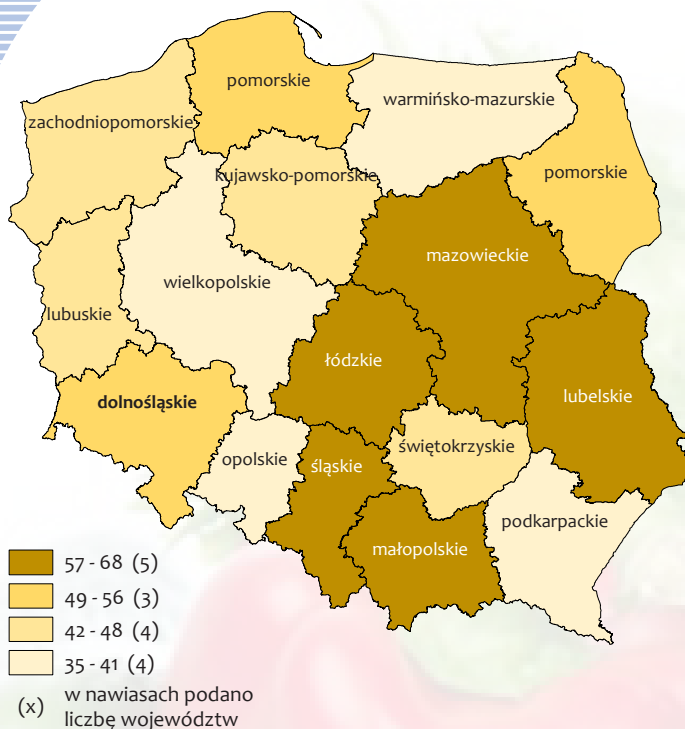 pomorskie
warmińsko-mazurskie
zachodniopomorskie
kujawsko-pomorskie
pomorskie
mazowieckie
wielkopolskie
lubuskie
łódzkie
lubelskie
dolnośląskie
świętokrzyskie
opolskie
śląskie
podkarpackie
małopolskie
57 - 68 (5)
49 - 56 (3)
42 - 48 (4)
35 - 41 (4)
(x) w nawiasach podano
liczbę województw